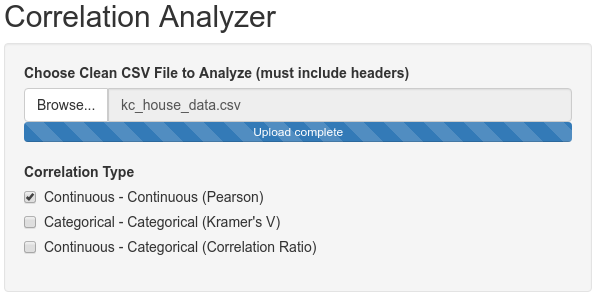 Correlation Analyzer
Choose Clean CSV File to Analyze (must include headers)
Browse... kc_house_data.csv
Upload complete
Correlation Type
Continuous - Continuous (Pearson)
Categorical - Categorical (Kramer's V)
Continuous - Categorical (Correlation Ratio)